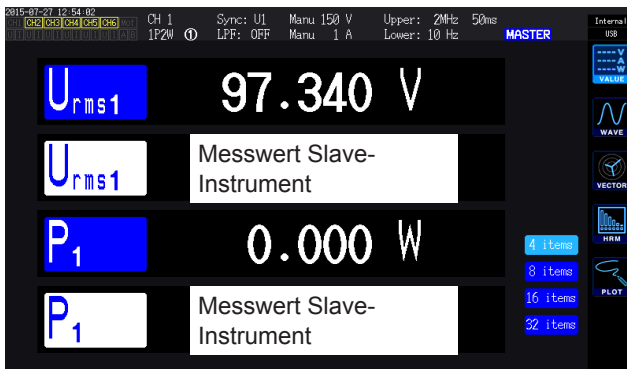 2015-07-27 12:54:02
CH1 CH2 CH3 CH4 CH5 CH6 Mot
U I U I U I U I U I U I A B
CH 1 Sync: U1 Manu 150 V Upper: 2MHz 50ms
1P2W ① LPF: OFF Manu 1 A Lower: 10 Hz MASTER
Internal
USB
Urms1 97.340 V
Urms1 Messwert Slave-
Instrument
P1 0.000 W
P1 Messwert Slave-
Instrument
4 items
8 items
16 items
32 items
V
A
W
VALUE
WAVE
VECTOR
HRM
PLOT